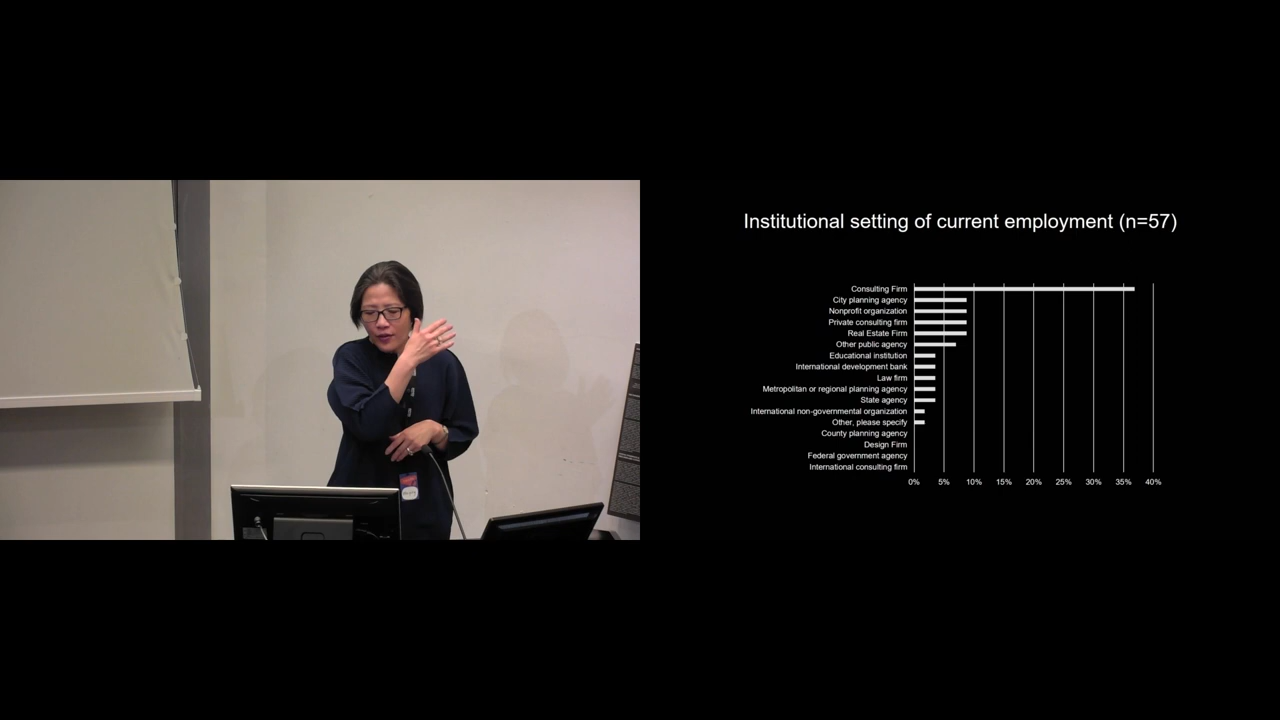 Institutional setting of current employment (n=57)
Consulting Firm
City planning agency
Nonprofit organization
Private consulting firm
Real Estate Firm
Other public agency
Educational institution
International development bank
Law firm
Metropolitan or regional planning agency
State agency
International non-governmental organization
Other, please specify
County planning agency
Design Firm
Federal government agency
International consulting firm
0% 5% 10% 15% 20% 25% 30% 35% 40%